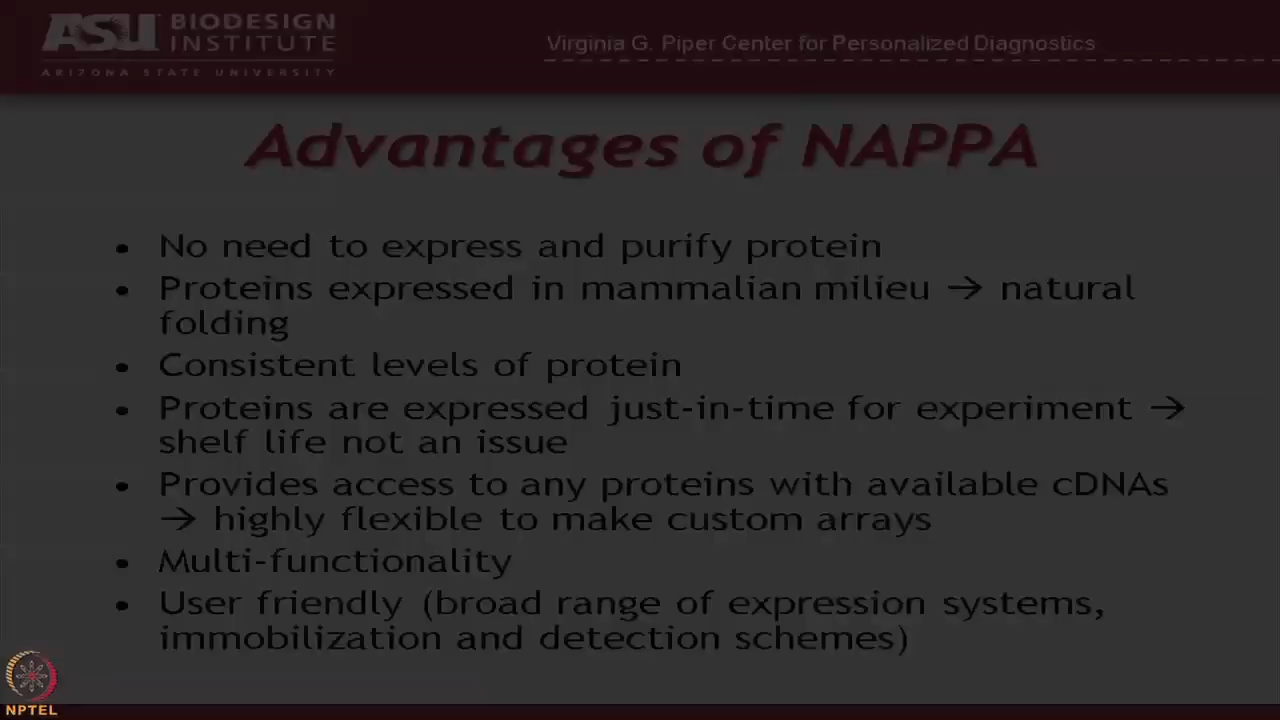 ASU BIODESIGN
INSTITUTE
ARIZONA STATE UNIVERSITY
Virginia G. Piper Center for Personalized Diagnostics
Advantages of NAPPA
• No need to express and purify protein
• Proteins expressed in mammalian milieu → natural
folding
• Consistent levels of protein
• Proteins are expressed just-in-time for experiment →
shelf life not an issue
• Provides access to any proteins with available cDNAs
→ highly flexible to make custom arrays
• Multi-functionality
• User friendly (broad range of expression systems,
immobilization and detection schemes)
NPTEL